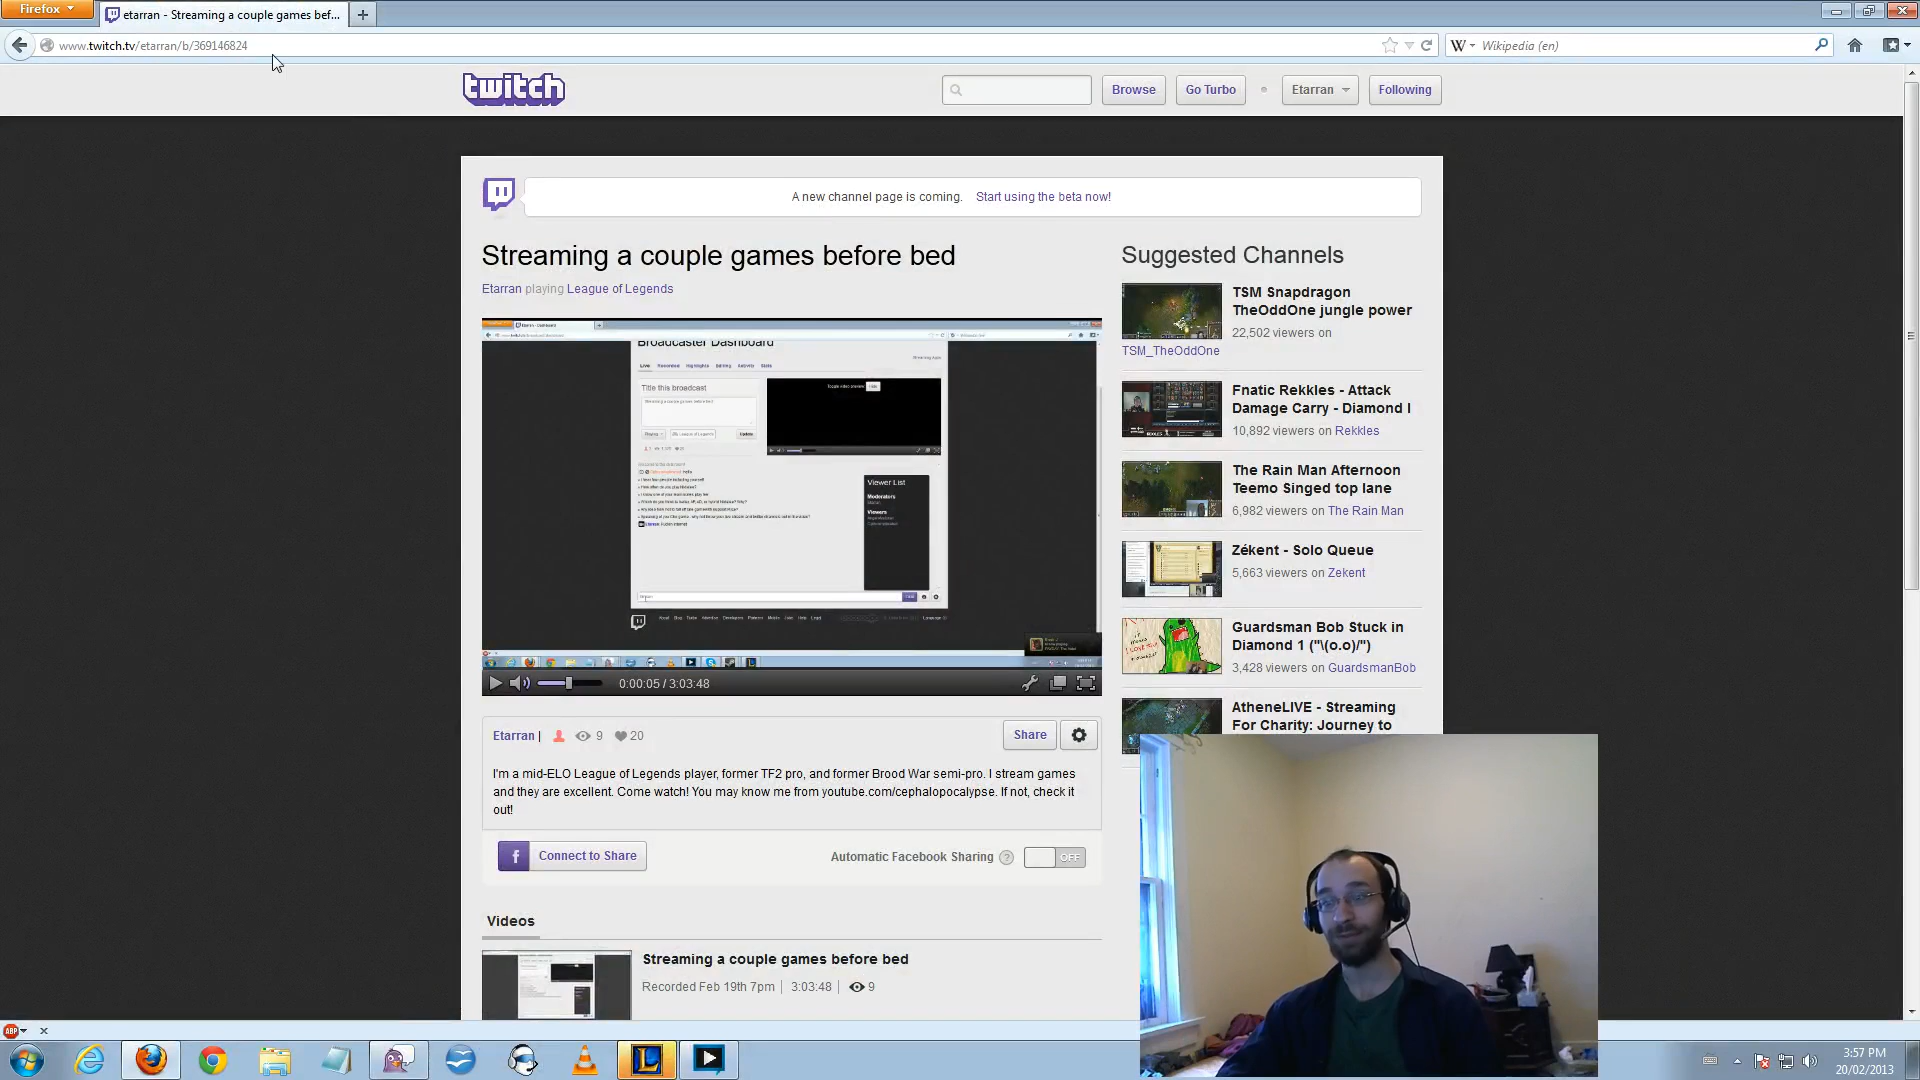 Firefox
etarran - Streaming a couple games bef...
www.twitch.tv/etarran/b/369146824
Wikipedia (en)
twitch
Browse
Go Turbo
Etarran
Following
A new channel page is coming. Start using the beta now!
Streaming a couple games before bed
Etarran playing League of Legends
Broadcaster Dashboard
Title this broadcast
Viewer List
Moderators
Viewers
0:00:05 / 3:03:48
Etarran |
9
20
Share
I'm a mid-ELO League of Legends player, former TF2 pro, and former Brood War semi-pro. I stream games
and they are excellent. Come watch! You may know me from youtube.com/cephalopocalypse. If not, check it
out!
f
Connect to Share
Automatic Facebook Sharing
?
OFF
Videos
Streaming a couple games before bed
Recorded Feb 19th 7pm
3:03:48
9
Suggested Channels
TSM Snapdragon
TheOddOne jungle power
22,502 viewers on
TSM_TheOddOne
Fnatic Rekkles - Attack
Damage Carry - Diamond I
10,892 viewers on Rekkles
The Rain Man Afternoon
Teemo Singed top lane
6,982 viewers on The Rain Man
Zékent - Solo Queue
5,663 viewers on Zekent
Guardsman Bob Stuck in
Diamond 1 ("\(o.o)/")
3,428 viewers on GuardsmanBob
AtheneLIVE - Streaming
For Charity: Journey to
ABP
3:57 PM
20/02/2013